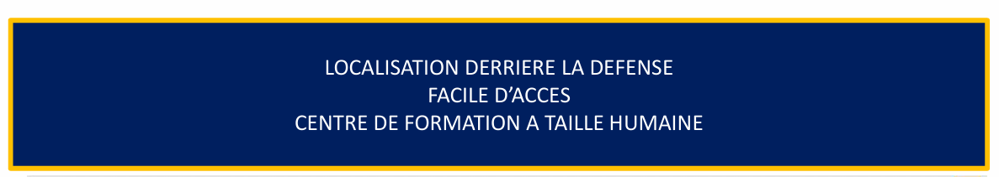 LOCALISATION DERRIERE LA DEFENSE
FACILE D’ACCES
CENTRE DE FORMATION A TAILLE HUMAINE